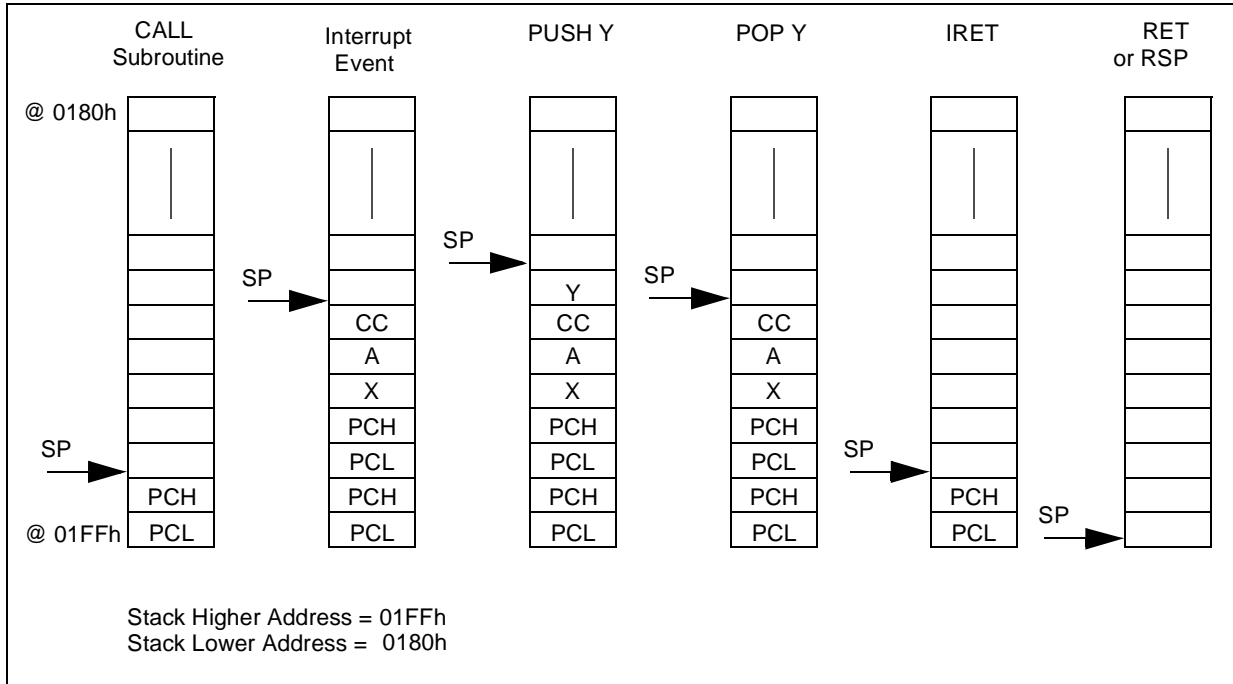 CALL
Subroutine
Interrupt
Event
PUSH Y
POP Y
IRET
RET
or RSP
@ 0180h
SP
SP
SP
Y
CC
CC
CC
A
A
A
X
X
X
PCH
PCH
PCH
SP
SP
PCL
PCL
PCL
PCH
PCH
PCH
PCH
PCH
SP
@ 01FFh
PCL
PCL
PCL
PCL
PCL
Stack Higher Address = 01FFh
Stack Lower Address = 0180h